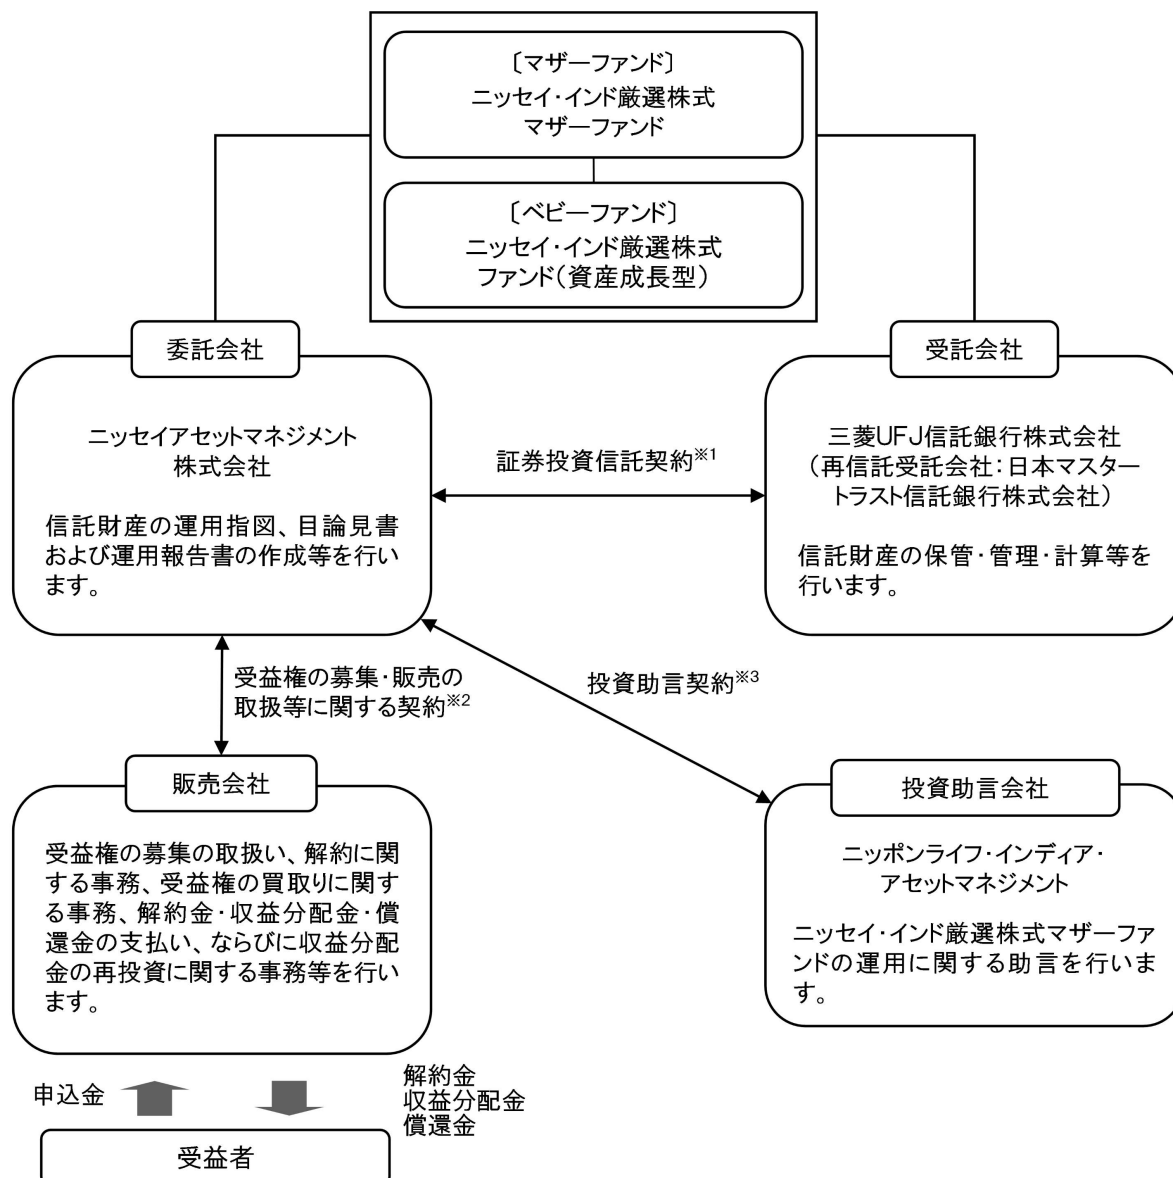 〔マザーファンド〕
ニッセイ・インド厳選株式
マザーファンド
〔ベビーファンド〕
ニッセイ・インド厳選株式
ファンド(資産成長型)
委託会社
ニッセイアセットマネジメント
株式会社
信託財産の運用指図、目論見書
および運用報告書の作成等を行い
ます。
証券投資信託契約※1
受託会社
三菱UFJ信託銀行株式会社
(再信託受託会社:日本マスター
トラスト信託銀行株式会社)
信託財産の保管・管理・計算等を
行います。
受益権の募集・販売の
取扱等に関する契約※2
投資助言契約※3
販売会社
受益権の募集の取扱い、解約に関
する事務、受益権の買取りに関す
る事務、解約金・収益分配金・償
還金の支払い、ならびに収益分配
金の再投資に関する事務等を行い
ます。
投資助言会社
ニッポンライフ・インディア・
アセットマネジメント
ニッセイ・インド厳選株式マザーファ
ンドの運用に関する助言を行いま
す。
申込金
解約金
収益分配金
償還金
受益者